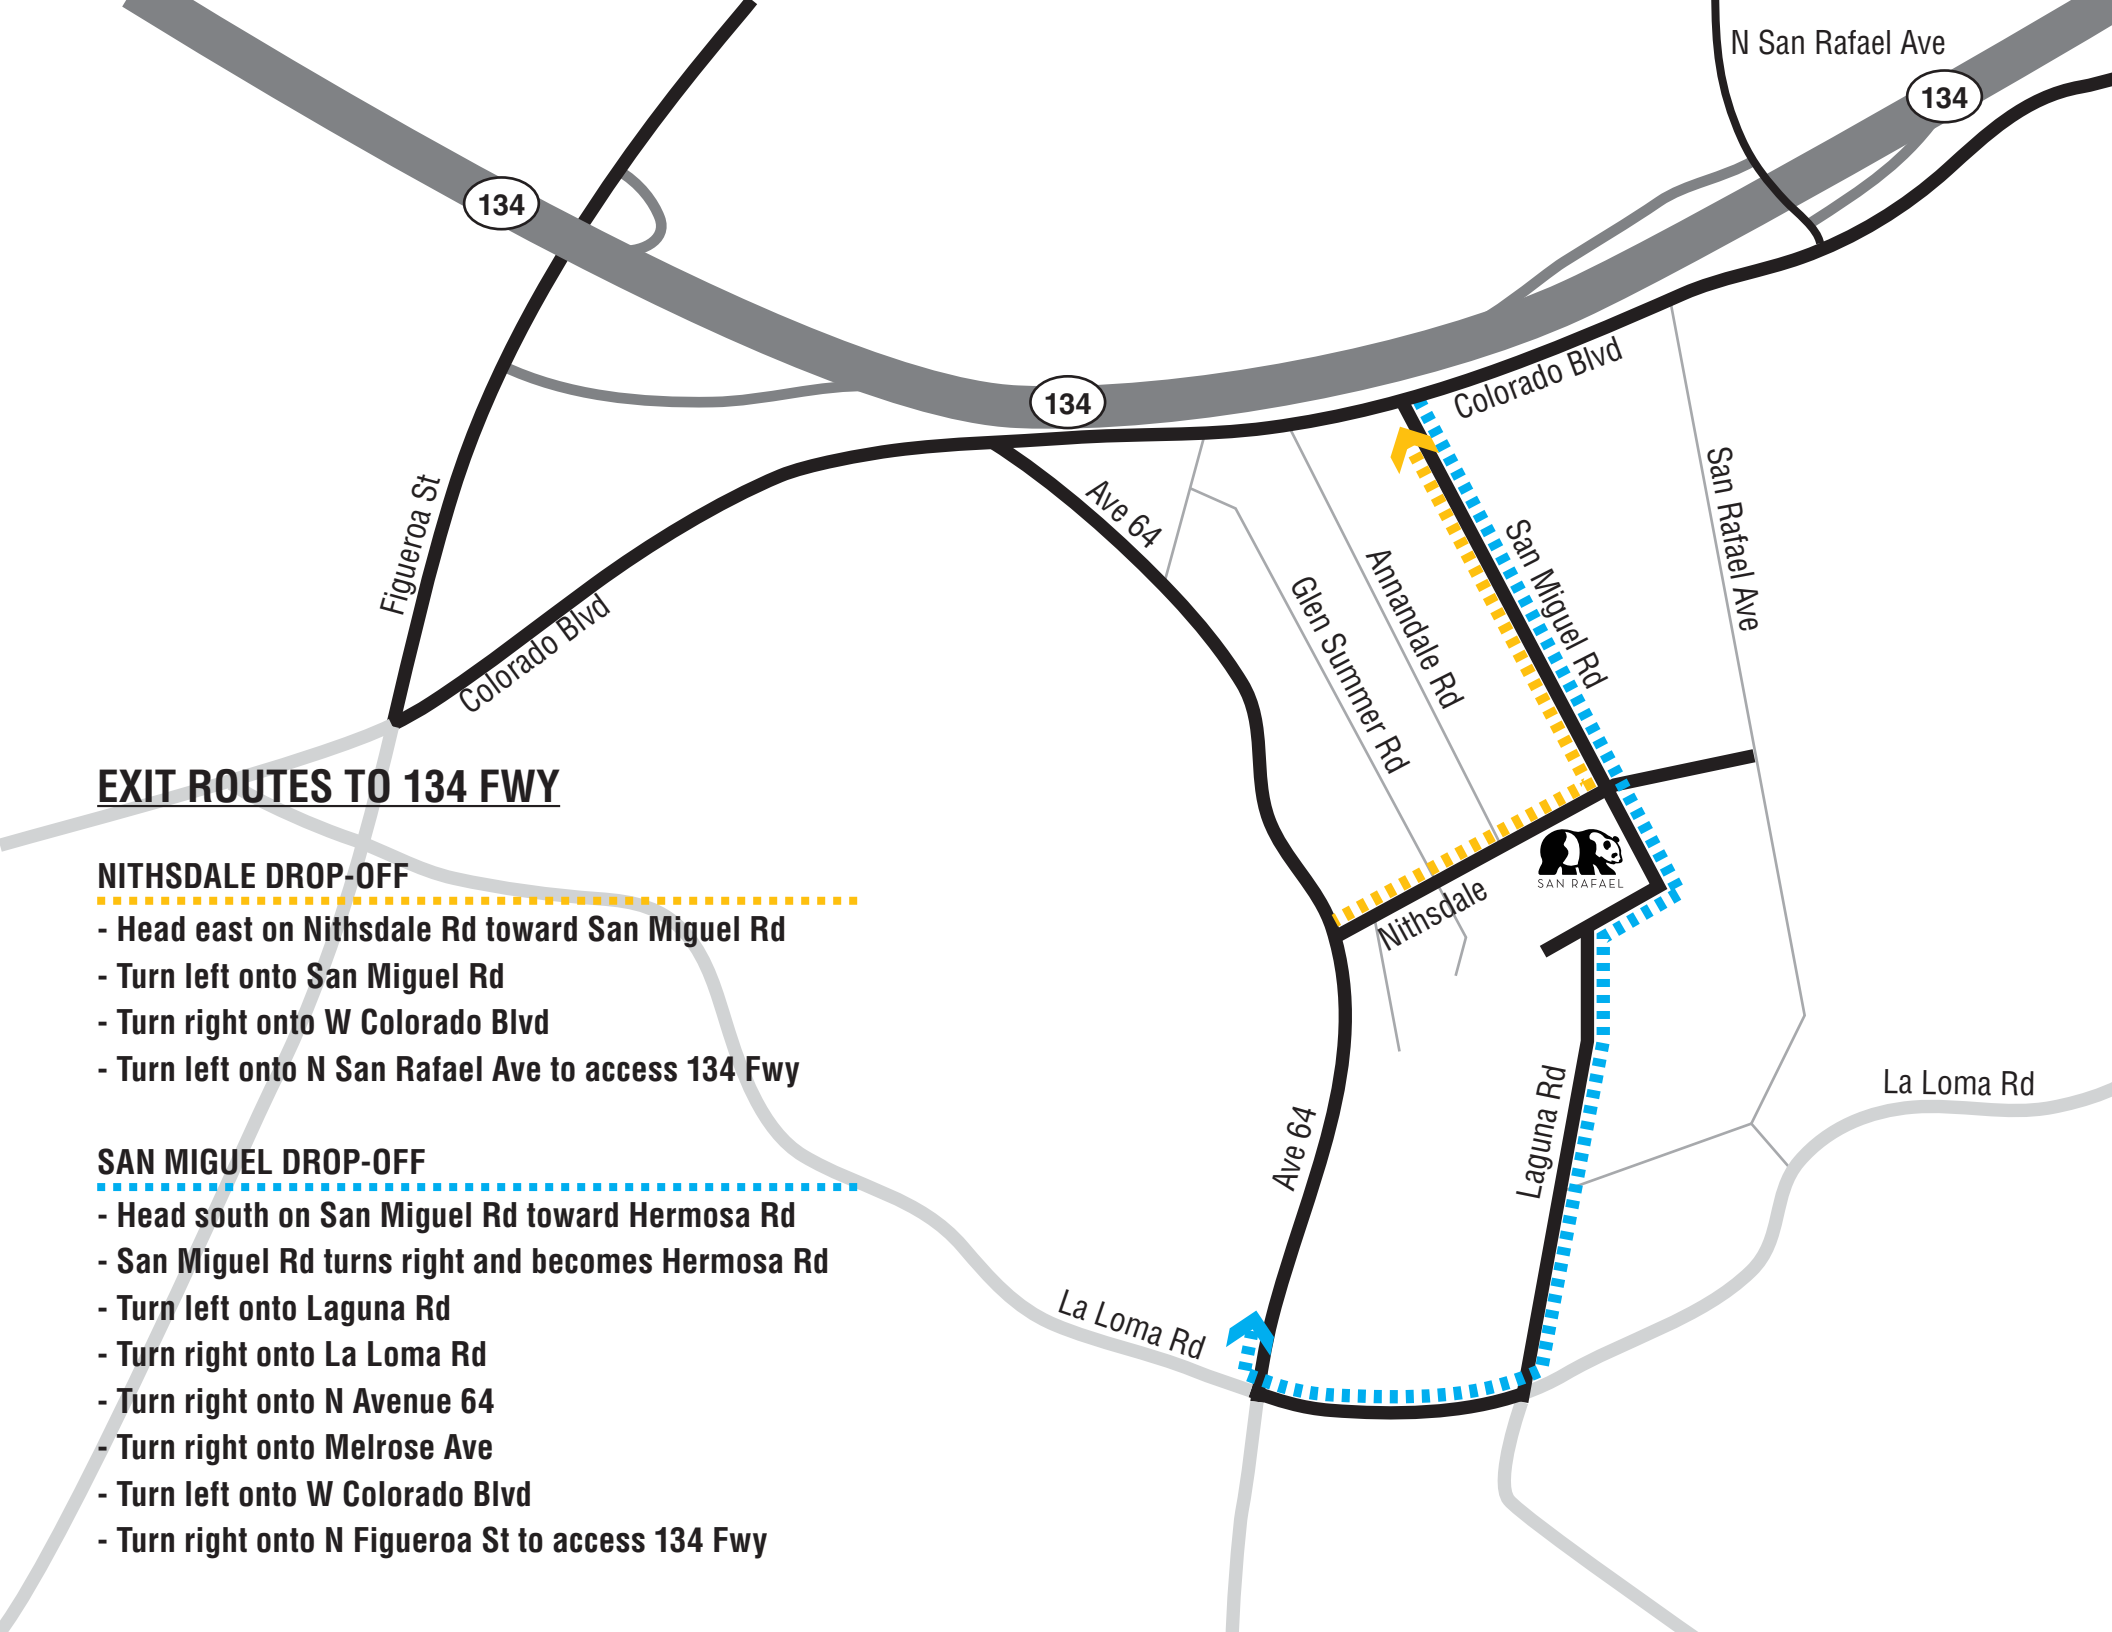 N San Rafael Ave
134
134
134
Colorado Blvd
Figueroa St
Ave 64
San Rafael Ave
San Miguel Rd
Annandale Rd
Glen Summer Rd
Colorado Blvd
EXIT ROUTES TO 134 FWY
NITHSDALE DROP-OFF
- Head east on Nithsdale Rd toward San Miguel Rd
- Turn left onto San Miguel Rd
- Turn right onto W Colorado Blvd
- Turn left onto N San Rafael Ave to access 134 Fwy
SAN MIGUEL DROP-OFF
- Head south on San Miguel Rd toward Hermosa Rd
- San Miguel Rd turns right and becomes Hermosa Rd
- Turn left onto Laguna Rd
- Turn right onto La Loma Rd
- Turn right onto N Avenue 64
- Turn right onto Melrose Ave
- Turn left onto W Colorado Blvd
- Turn right onto N Figueroa St to access 134 Fwy
SAN RAFAEL
Nithsdale
La Loma Rd
Laguna Rd
Ave 64
La Loma Rd